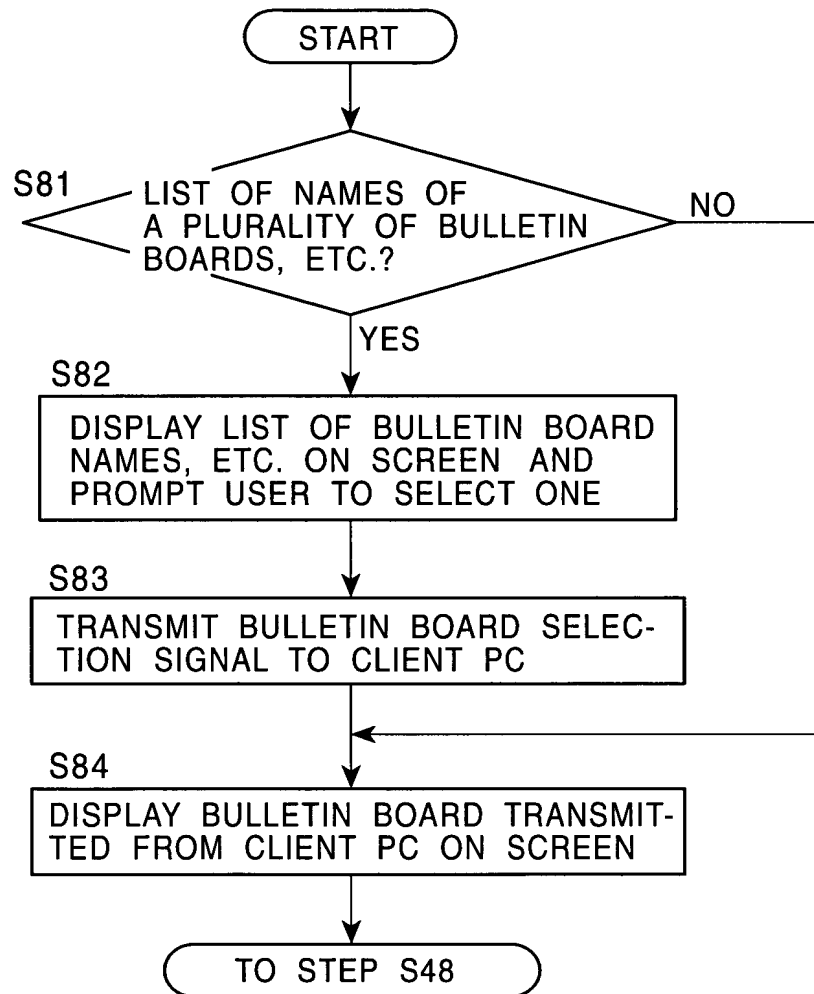 START
S81
LIST OF NAMES OF
A PLURALITY OF BULLETIN
BOARDS, ETC.?
NO
YES
S82
DISPLAY LIST OF BULLETIN BOARD
NAMES, ETC. ON SCREEN AND
PROMPT USER TO SELECT ONE
S83
TRANSMIT BULLETIN BOARD SELEC-
TION SIGNAL TO CLIENT PC
S84
DISPLAY BULLETIN BOARD TRANSMIT-
TED FROM CLIENT PC ON SCREEN
TO STEP S48